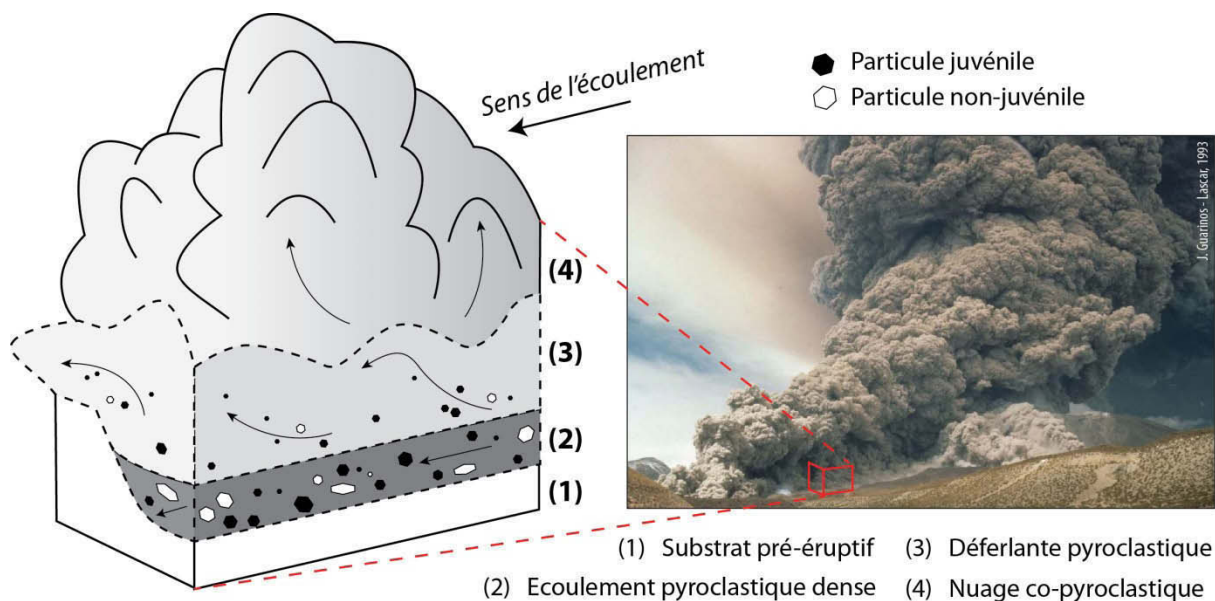 Sens de l'écoulement
Particule juvénile
Particule non-juvénile
J. Guarinos - Lascar, 1993
(4)
(3)
(2)
(1)
(1) Substrat pré-éruptif
(3) Déferlante pyroclastique
(2) Ecoulement pyroclastique dense
(4) Nuage co-pyroclastique